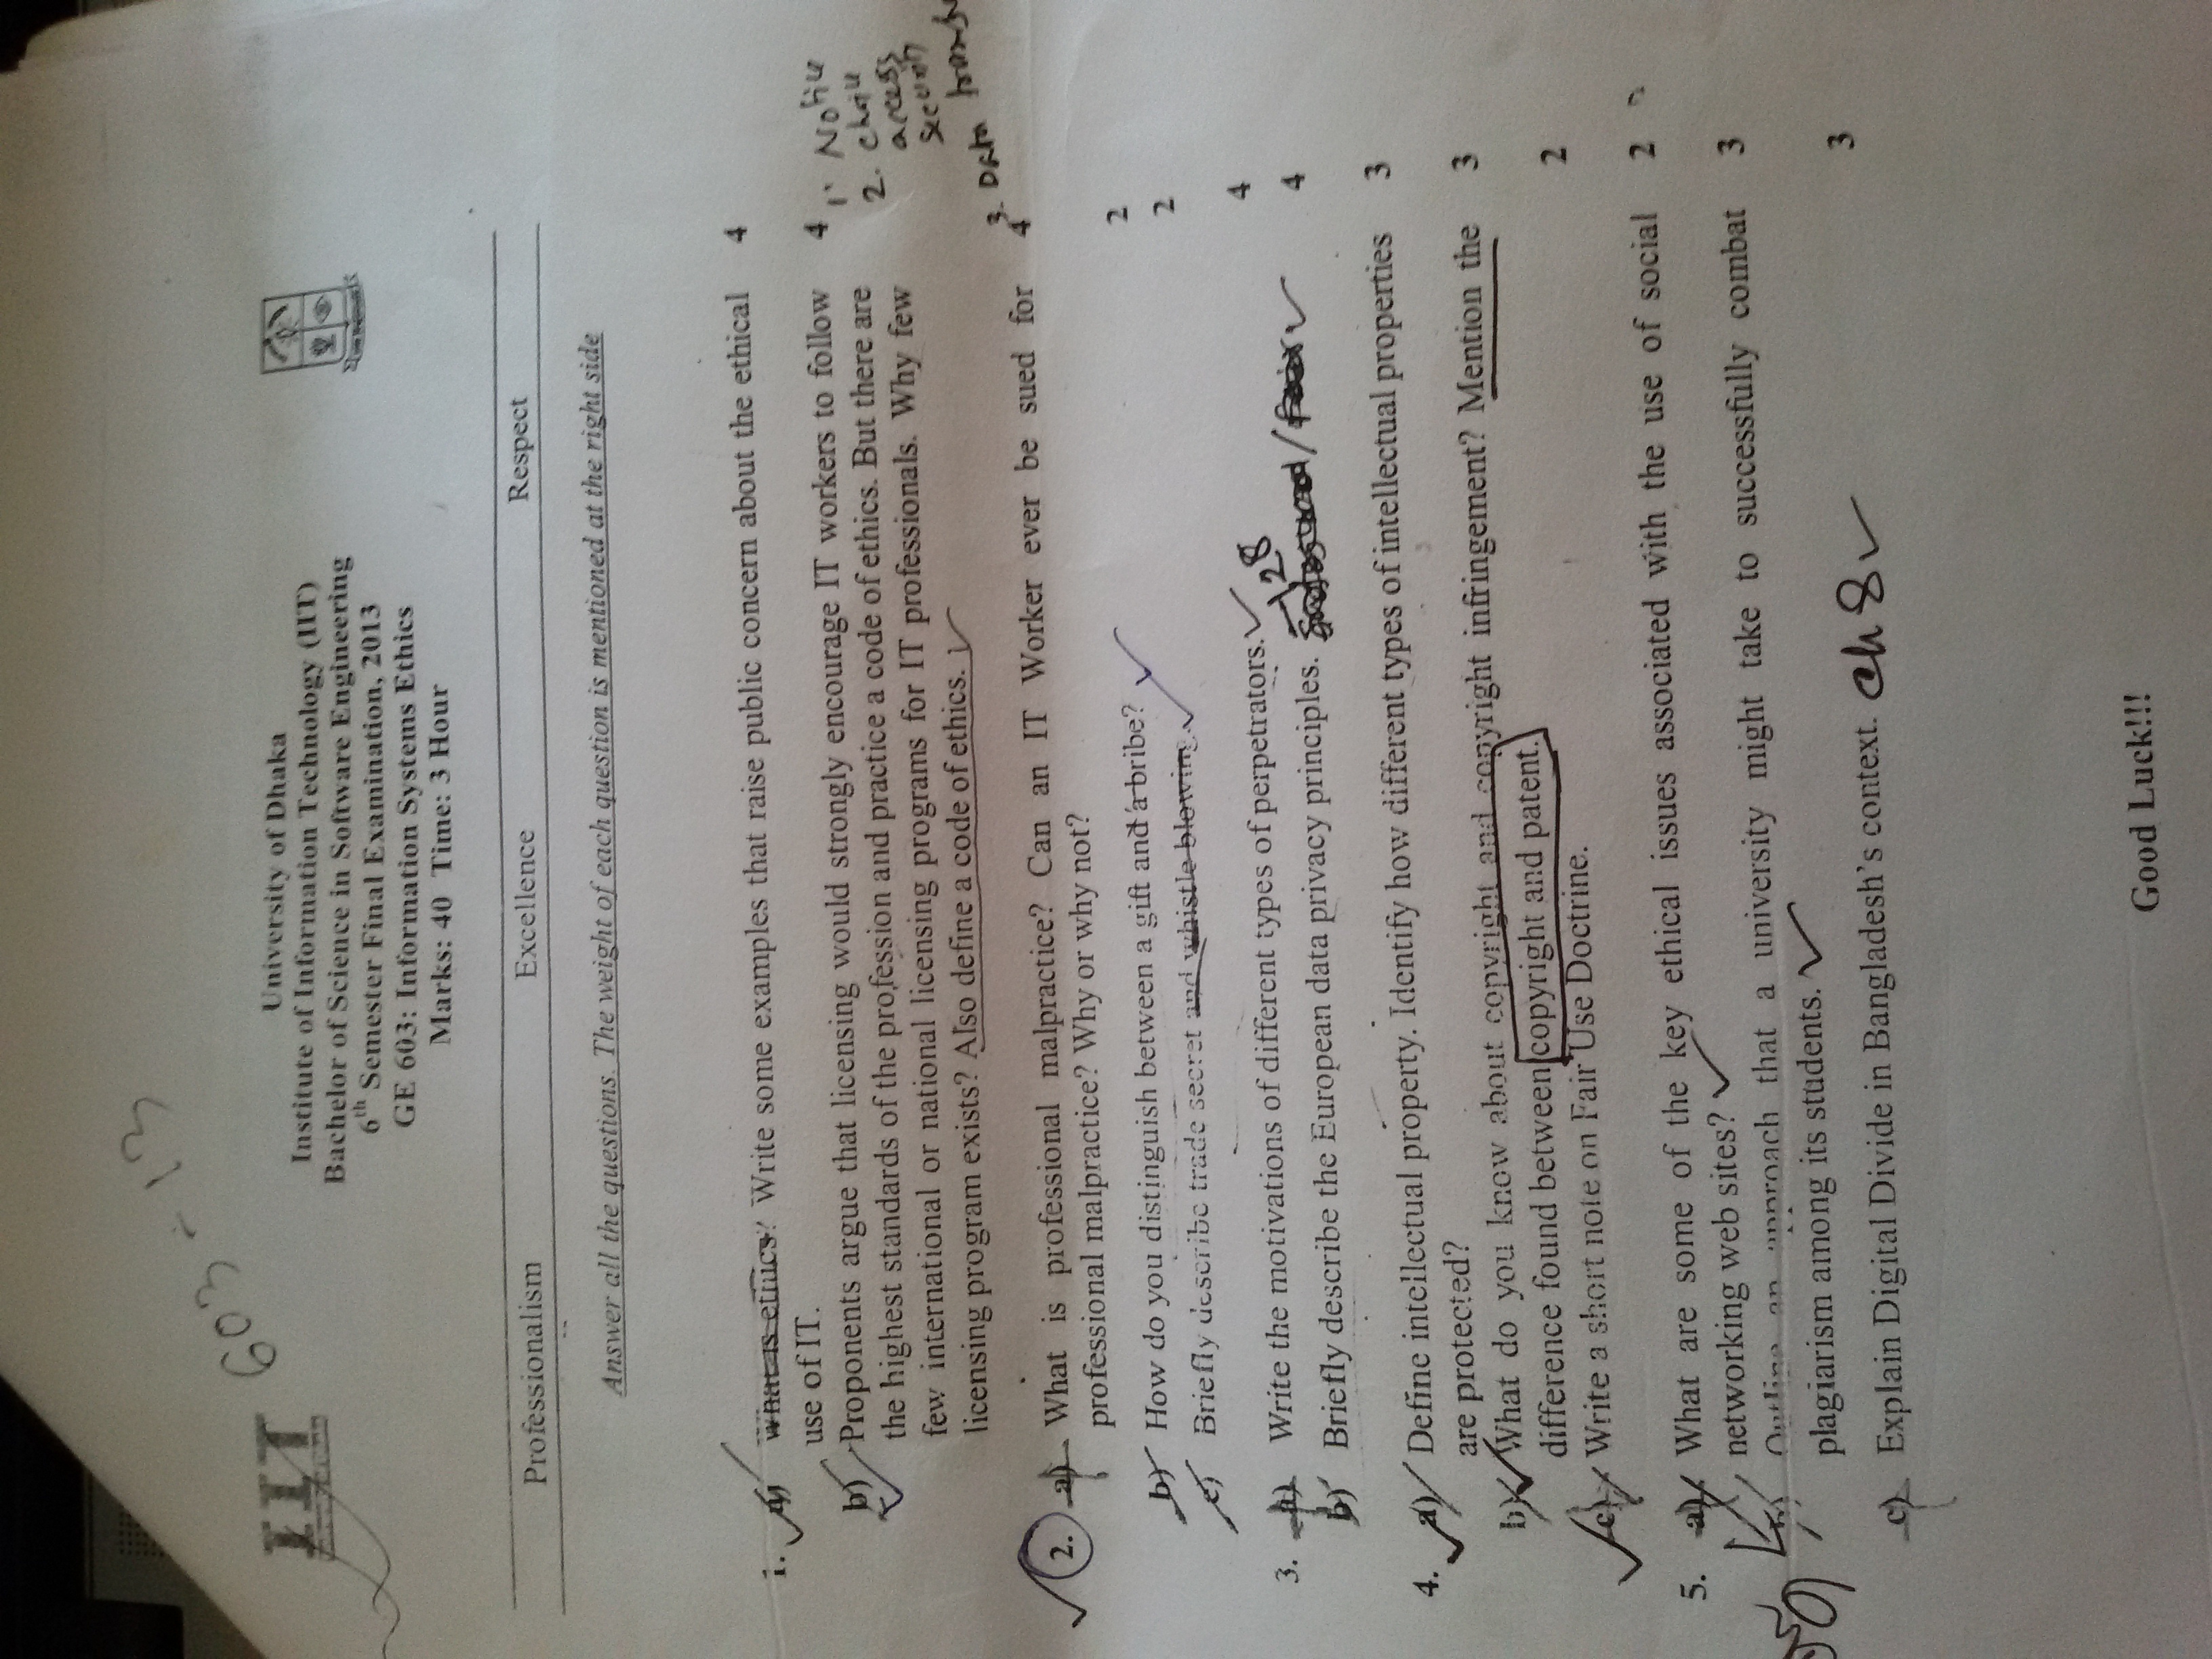 603-13
IIT
University of Dhaka
Institute of Information Technology (IIT)
Bachelor of Science in Software Engineering
6th Semester Final Examination, 2013
GE 603: Information Systems Ethics
Marks: 40 Time: 3 Hour
Professionalism Excellence Respect
Answer all the questions. The weight of each question is mentioned at the right side
1. a) What is ethics? Write some examples that raise public concern about the ethical 4
use of IT.
b) Proponents argue that licensing would strongly encourage IT workers to follow 4
the highest standards of the profession and practice a code of ethics. But there are
few international or national licensing programs for IT professionals. Why few
licensing program exists? Also define a code of ethics.
1. Notice
2. choice
access
security
3. Data
2. a) What is professional malpractice? Can an IT Worker ever be sued for 4
professional malpractice? Why or why not?
b) How do you distinguish between a gift and a bribe? 2
c) Briefly describe trade secret and whistle blowing. 2
3. a) Write the motivations of different types of perpetrators. 4
128
b) Briefly describe the European data privacy principles. 4
4. a) Define intellectual property. Identify how different types of intellectual properties 3
are protected?
b) What do you know about copyright and copyright infringement? Mention the 3
difference found between copyright and patent.
c) Write a short note on Fair Use Doctrine. 2
5. a) What are some of the key ethical issues associated with the use of social 2
networking web sites?
b) Outline an approach that a university might take to successfully combat 3
plagiarism among its students.
c) Explain Digital Divide in Bangladesh's context. ch 8 3
Good Luck!!!